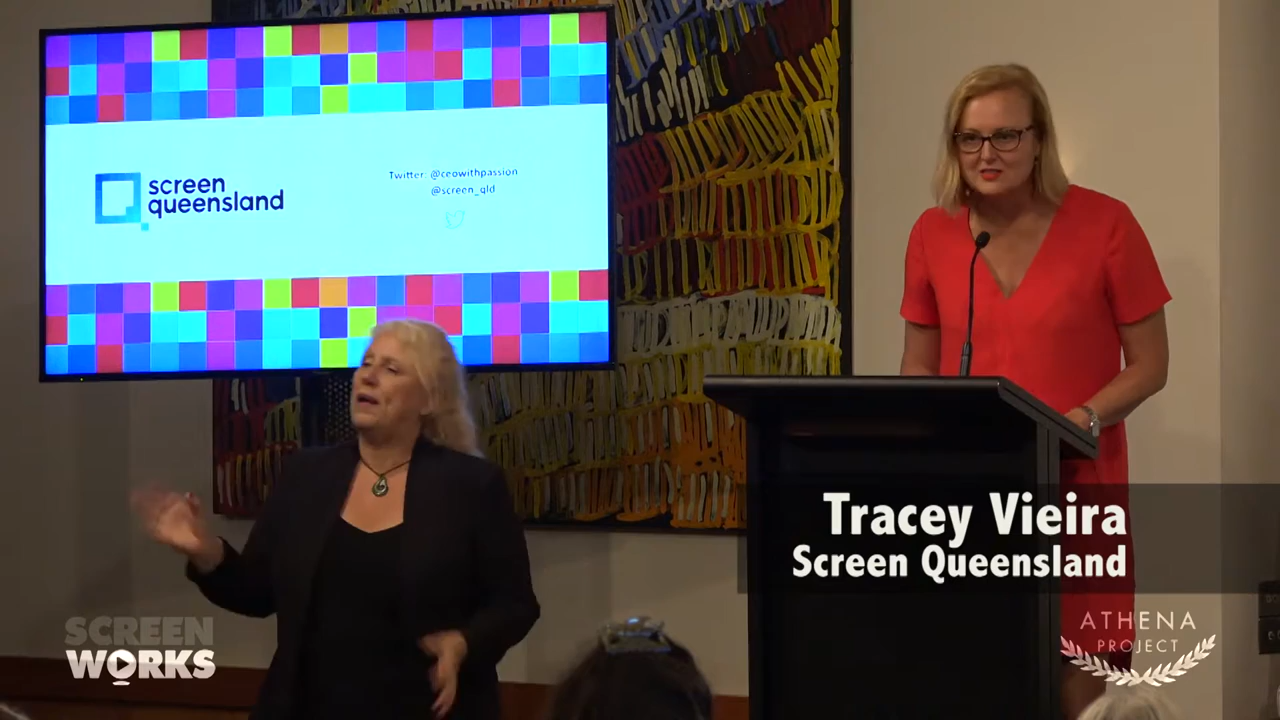 screen
queensland
Twitter: @ceowithpassion
@screen_qld
Tracey Vieira
Screen Queensland
SCREEN
WORKS
ATHENA
PROJECT